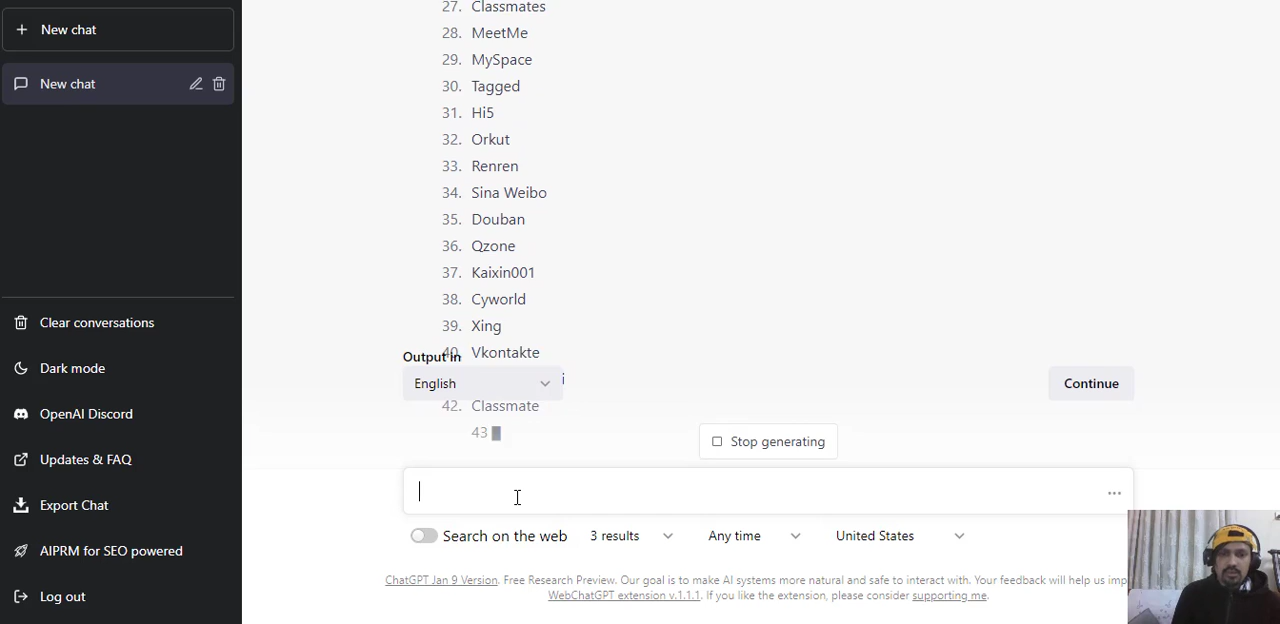 New chat
New chat
Clear conversations
Dark mode
OpenAI Discord
Updates & FAQ
Export Chat
AIPRM for SEO powered
Log out
27. Classmates
28. MeetMe
29. MySpace
30. Tagged
31. Hi5
32. Orkut
33. Renren
34. Sina Weibo
35. Douban
36. Qzone
37. Kaixin001
38. Cyworld
39. Xing
40. Vkontakte
Output in
English
Continue
42. Classmate
43
Stop generating
Search on the web 3 results Any time United States
ChatGPT Jan 9 Version. Free Research Preview. Our goal is to make AI systems more natural and safe to interact with. Your feedback will help us imp
WebChatGPT extension v.1.1.1. If you like the extension, please consider supporting me.